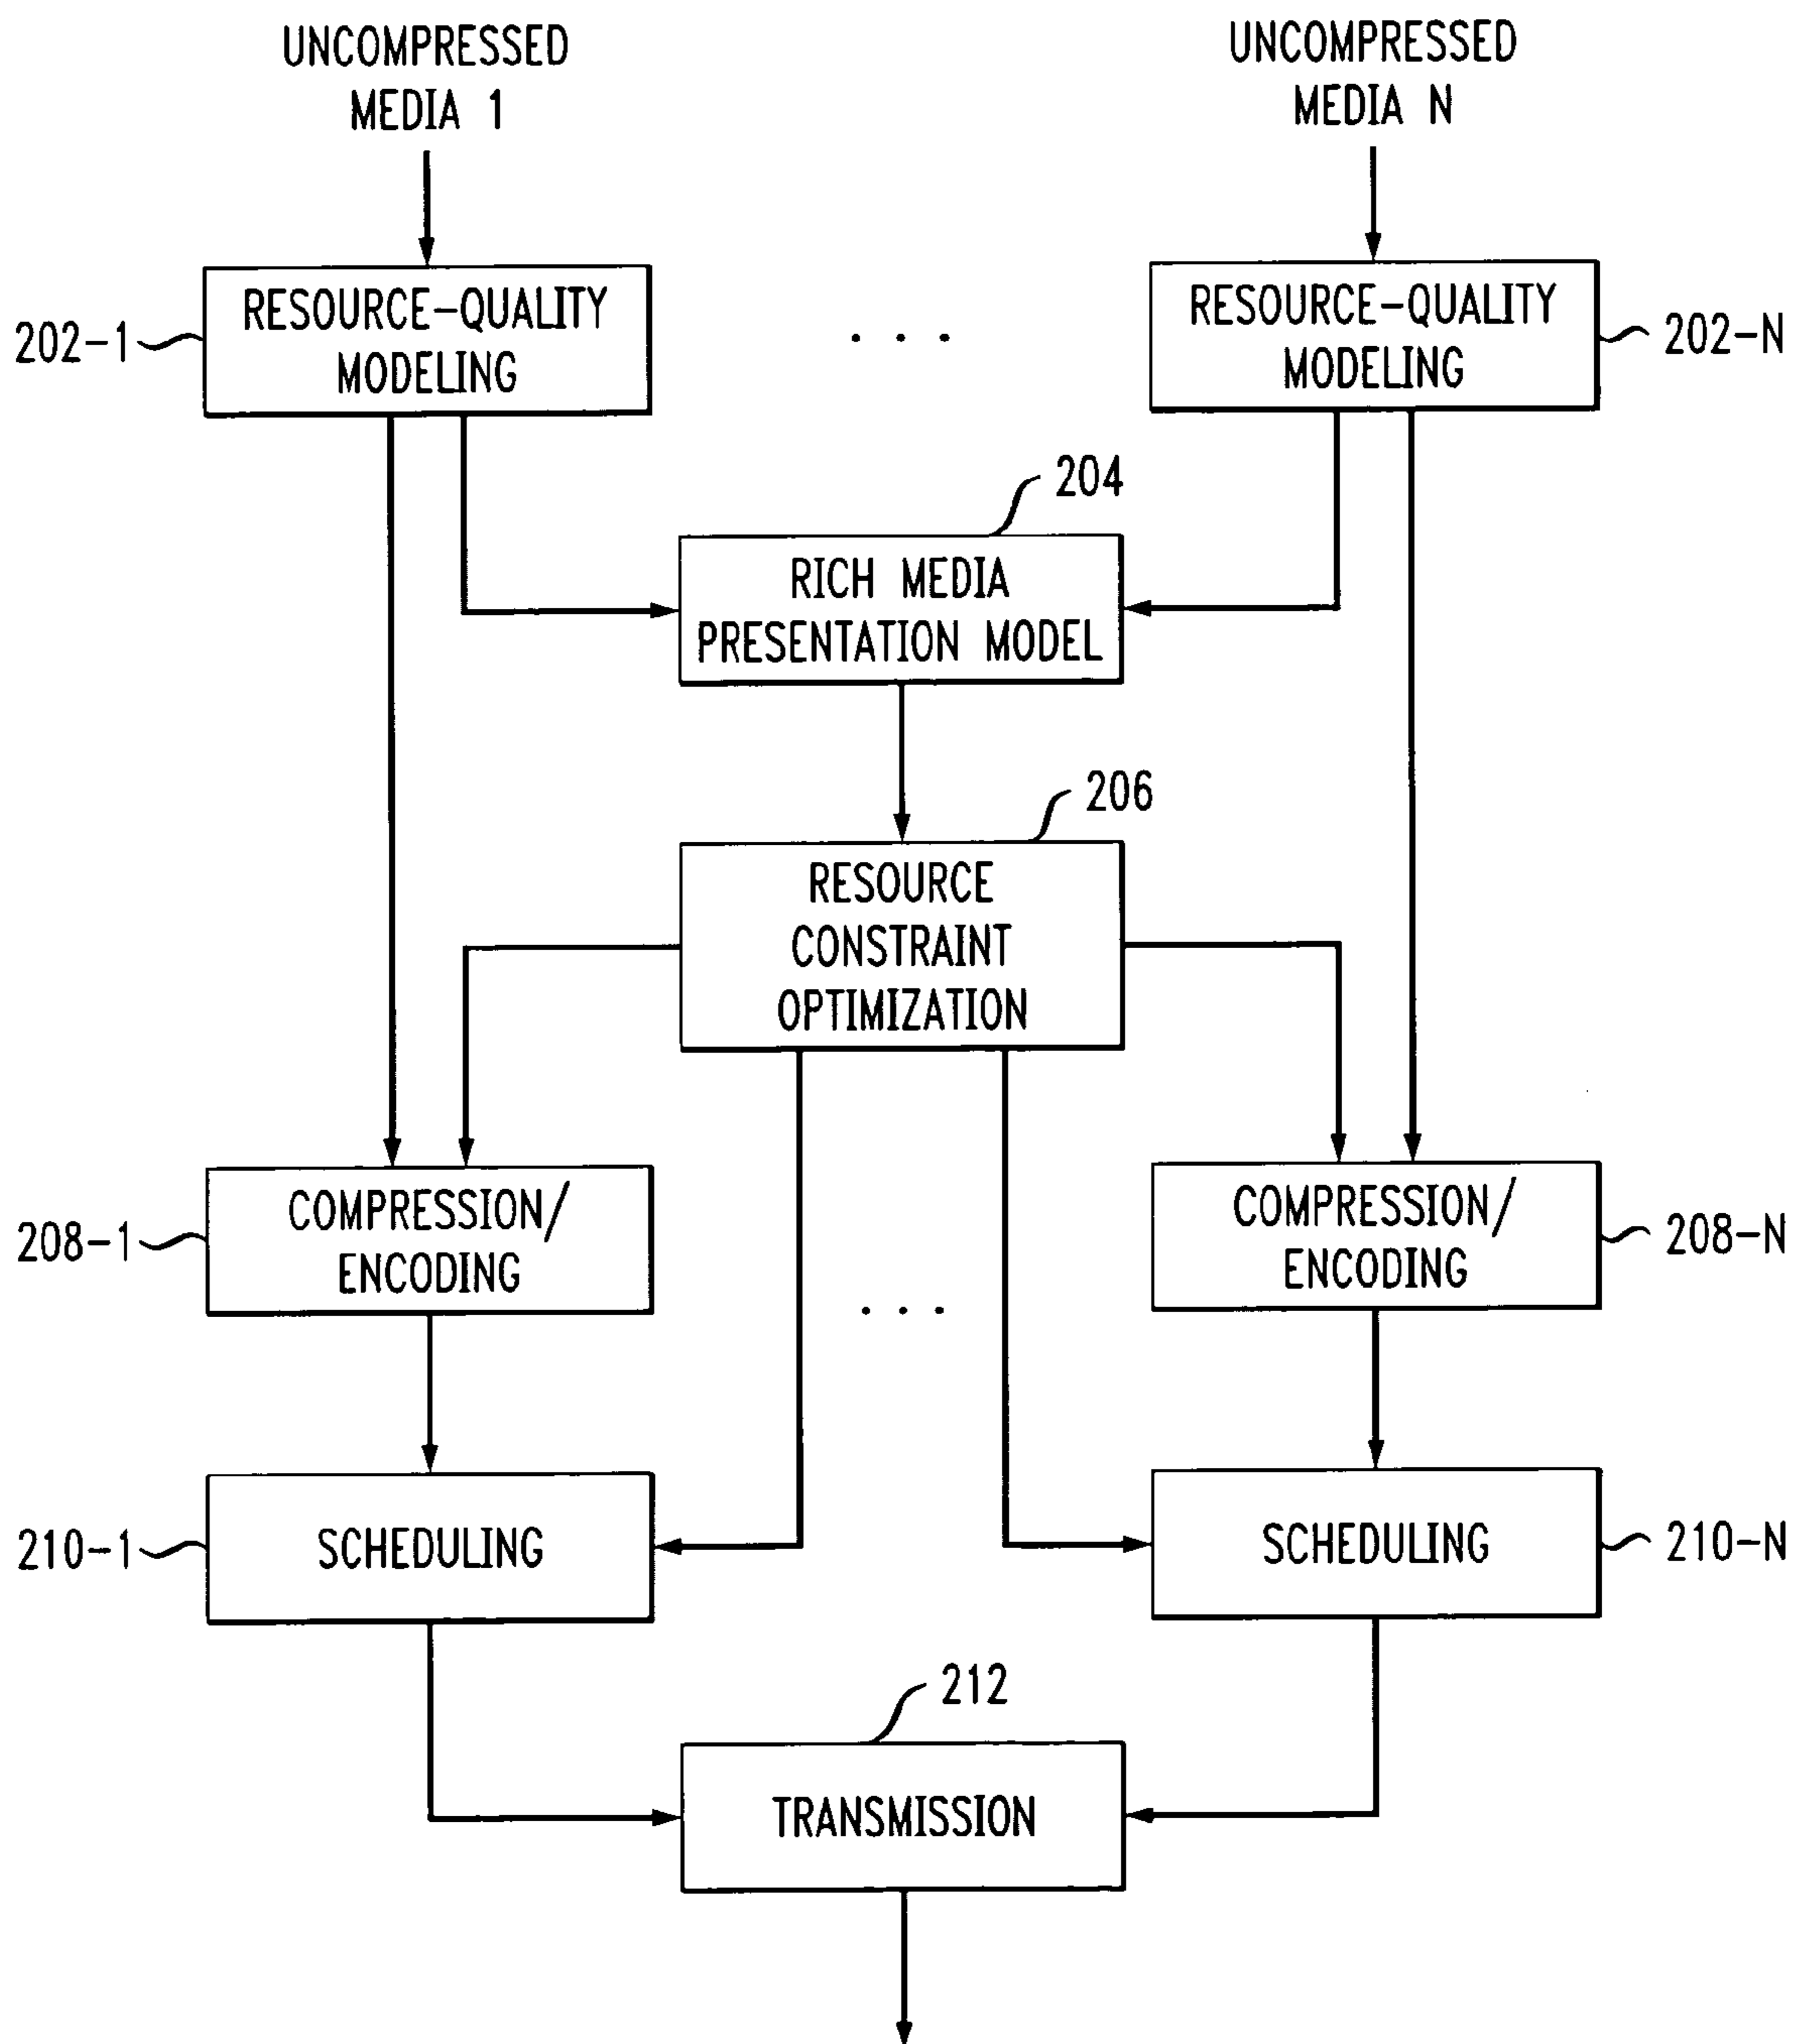 UNCOMPRESSED
MEDIA 1
UNCOMPRESSED
MEDIA N
202-1
RESOURCE-QUALITY
MODELING
. . .
RESOURCE-QUALITY
MODELING
202-N
204
RICH MEDIA
PRESENTATION MODEL
206
RESOURCE
CONSTRAINT
OPTIMIZATION
208-1
COMPRESSION/
ENCODING
. . .
COMPRESSION/
ENCODING
208-N
210-1
SCHEDULING
SCHEDULING
210-N
212
TRANSMISSION